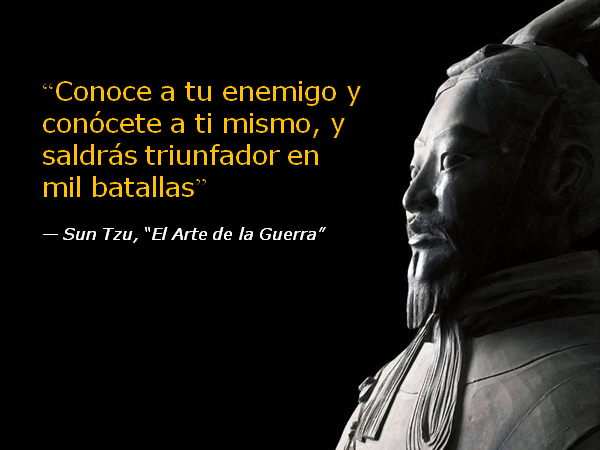 “Conoce a tu enemigo y
conócete a ti mismo, y
saldrás triunfador en
mil batallas”
— Sun Tzu, “El Arte de la Guerra”